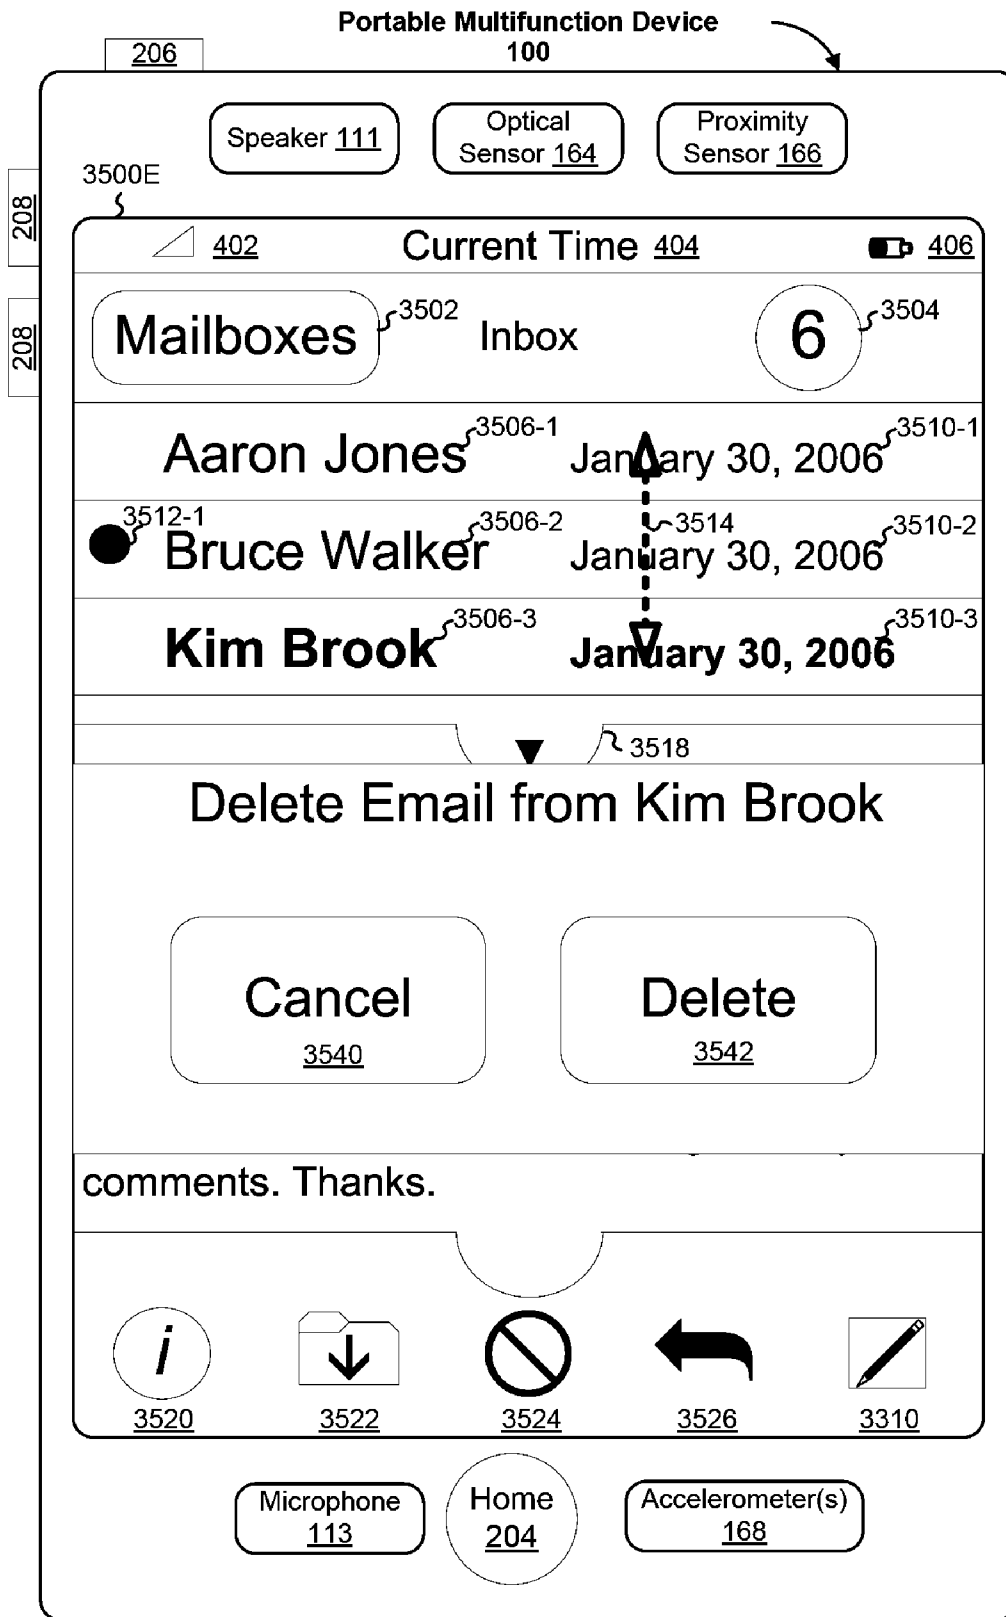 Portable Multifunction Device
100
206
Speaker 111
Optical
Sensor 164
Proximity
Sensor 166
3500E
208
208
402
Current Time 404
406
Mailboxes
3502
Inbox
6
3504
Aaron Jones
3506-1
January 30, 2006
3510-1
3512-1
Bruce Walker
3506-2
3514
January 30, 2006
3510-2
Kim Brook
3506-3
January 30, 2006
3510-3
3518
Delete Email from Kim Brook
Cancel
3540
Delete
3542
comments. Thanks.
i
3520
3522
3524
3526
3310
Microphone
113
Home
204
Accelerometer(s)
168